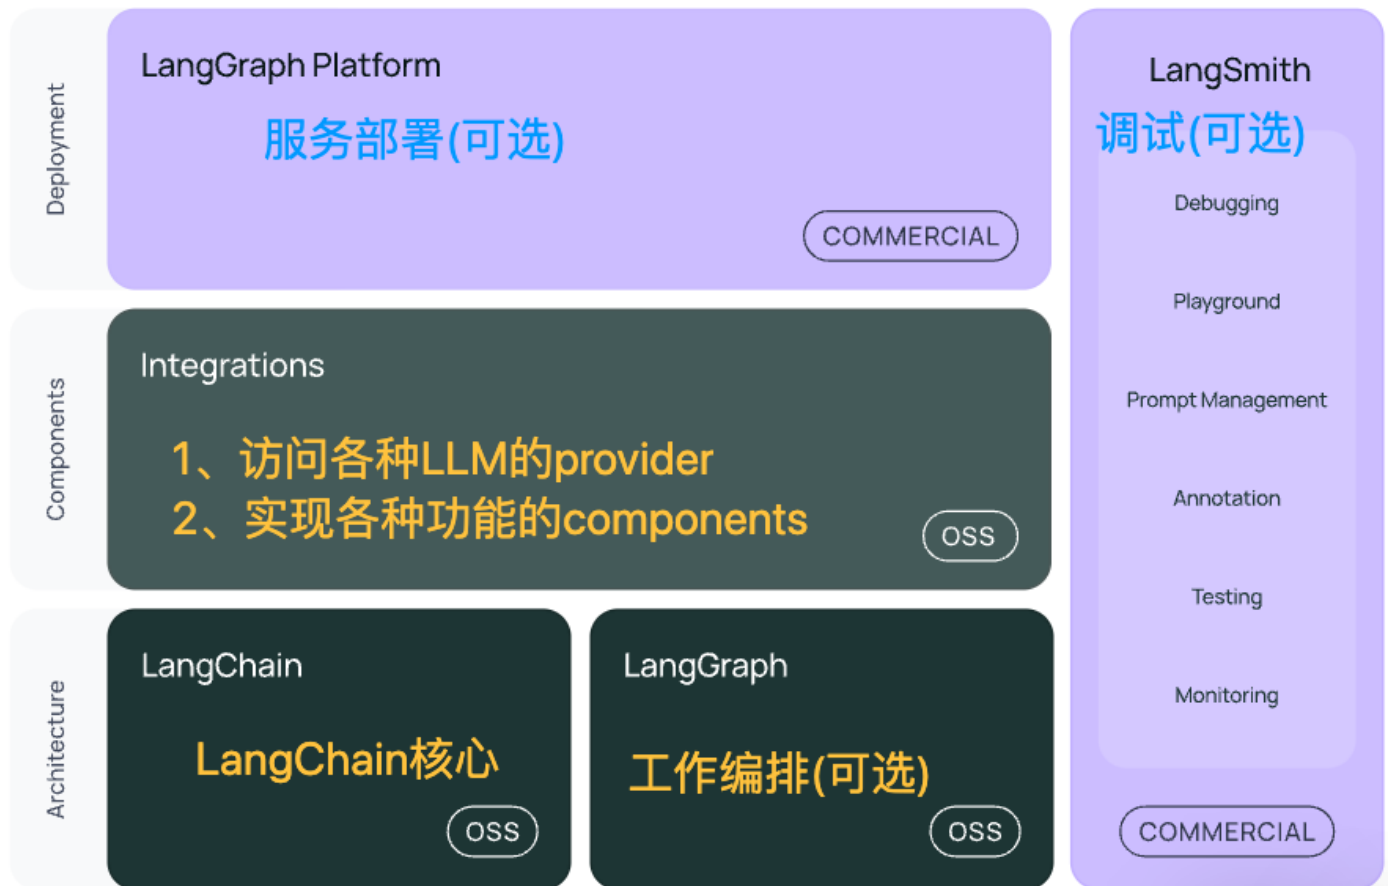 Deployment
LangGraph Platform
服务部署(可选)
COMMERCIAL
Components
Integrations
1、访问各种LLM的provider
2、实现各种功能的components
OSS
Architecture
LangChain
LangChain核心
OSS
LangGraph
工作编排(可选)
OSS
LangSmith
调试(可选)
Debugging
Playground
Prompt Management
Annotation
Testing
Monitoring
COMMERCIAL